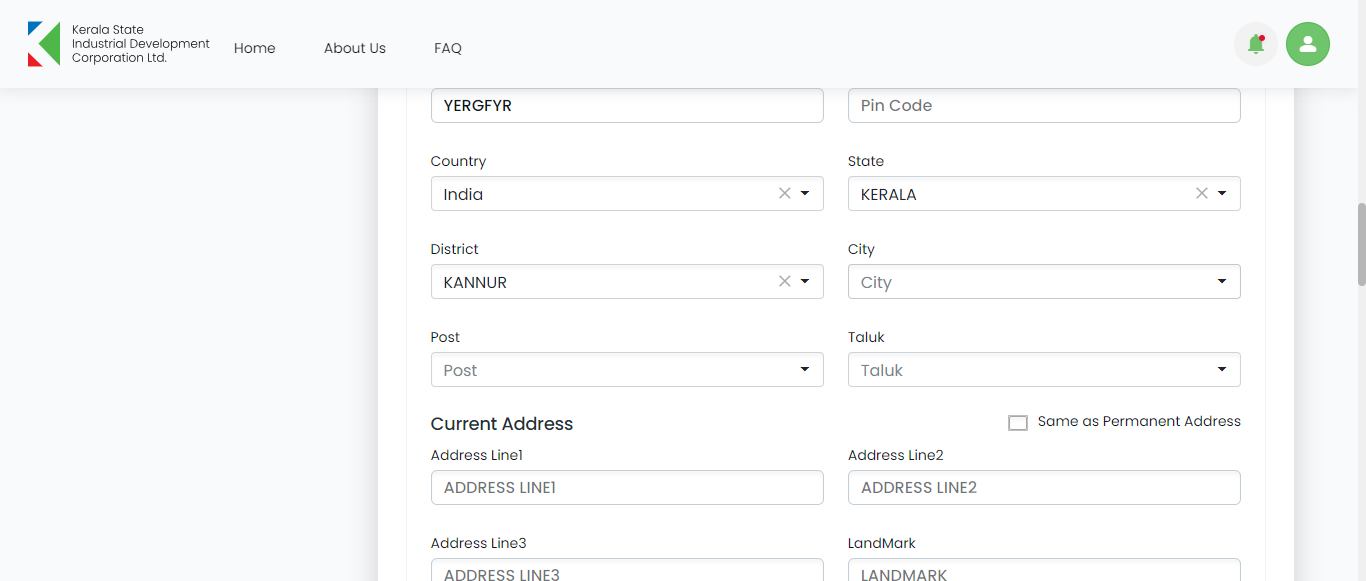 Kerala State
Industrial Development
Corporation Ltd.
Home About Us FAQ
YERGFYR Pin Code
Country State
India KERALA
District City
KANNUR City
Post Taluk
Post Taluk
Current Address Same as Permanent Address
Address Line1 Address Line2
ADDRESS LINE1 ADDRESS LINE2
Address Line3 LandMark
ADDRESS LINE3 LANDMARK